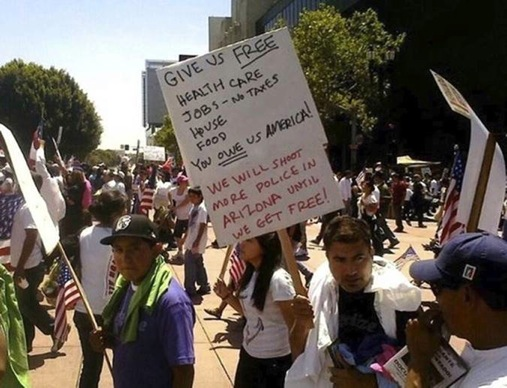 GIVE US FREE
HEALTH CARE
JOBS - NO TAXES
HOUSE
FOOD
YOU OWE US AMERICA!
WE WILL SHOOT
MORE POLICE IN
ARIZONA UNTIL
WE GET FREE!